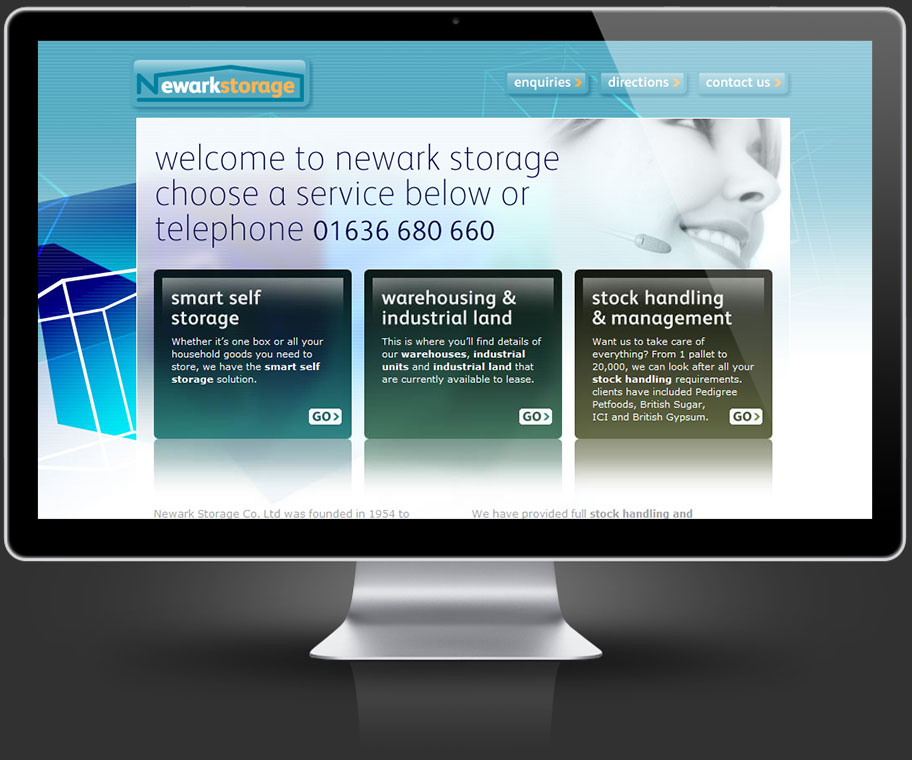 Newarkstorage
enquiries
directions
contact us
welcome to newark storage
choose a service below or
telephone 01636 680 660
smart self
storage
Whether it's one box or all your
household goods you need to
store, we have the smart self
storage solution.
GO
warehousing &
industrial land
This is where you'll find details of
our warehouses, industrial
units and industrial land that
are currently available to lease.
GO
stock handling
& management
Want us to take care of
everything? From 1 pallet to
20,000, we can look after all your
stock handling requirements.
clients have included Pedigree
Petfoods, British Sugar,
ICI and British Gypsum.
GO
Newark Storage Co. Ltd was founded in 1954 to
We have provided full stock handling and